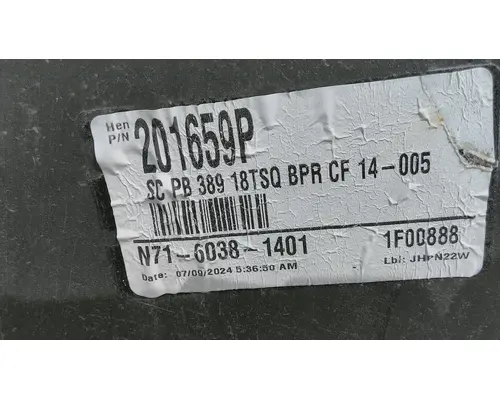 Hen
P/N 201659P
SC PB 389 18TSQ BPR CF 14-005
N71-6038-1401 1F00888
Date: 07/09/2024 5:36:50 AM Lbl: JHPN22W